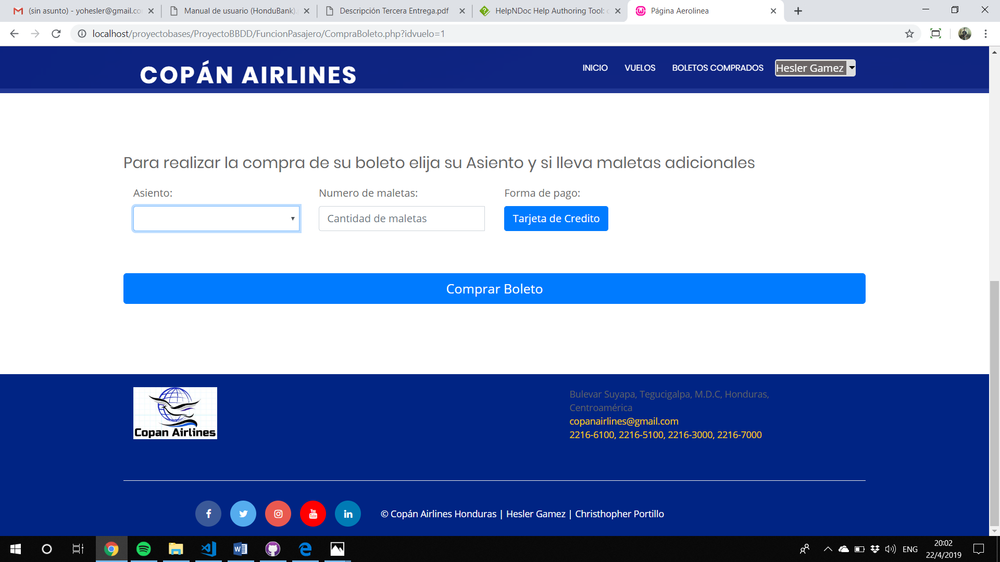 (sin asunto) - yohesler@gmail.co
Manual de usuario (HonduBank).
Descripción Tercera Entrega.pdf
HelpNDoc Help Authoring Tool: 
Página Aerolinea
localhost/proyectobases/ProyectoBBDD/FuncionPasajero/CompraBoleto.php?idvuelo=1
COPÁN AIRLINES
INICIO
VUELOS
BOLETOS COMPRADOS
Hesler Gamez
Para realizar la compra de su boleto elija su Asiento y si lleva maletas adicionales
Asiento:
Numero de maletas:
Forma de pago:
Cantidad de maletas
Tarjeta de Credito
Comprar Boleto
Copan Airlines
Bulevar Suyapa, Tegucigalpa, M.D.C, Honduras,
Centroamérica
copanairlines@gmail.com
2216-6100, 2216-5100, 2216-3000, 2216-7000
You
Tube
© Copán Airlines Honduras | Hesler Gamez | Christhopher Portillo
ENG
20:02
22/4/2019